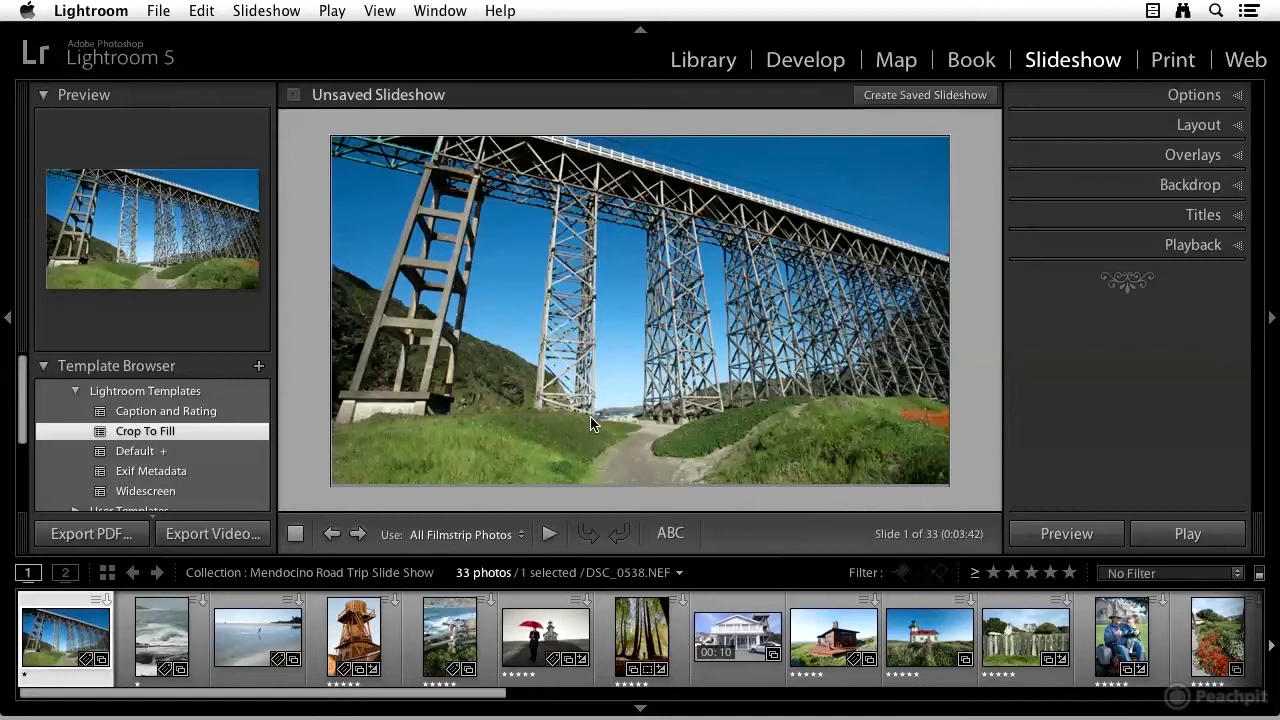 Lightroom File Edit Slideshow Play View Window Help
Lr Adobe Photoshop
Lightroom 5
Library Develop Map Book Slideshow Print Web
Preview
Unsaved Slideshow
Create Saved Slideshow
Options
Layout
Overlays
Backdrop
Titles
Playback
Template Browser +
Lightroom Templates
Caption and Rating
Crop To Fill
Default +
Exif Metadata
Widescreen
User Templates
Export PDF... Export Video...
Use: All Filmstrip Photos
ABC
Slide 1 of 33 (0:03:42)
Preview Play
1 2
Collection : Mendocino Road Trip Slide Show
33 photos / 1 selected / DSC_0538.NEF
Filter :
≥ ★★★★★
No Filter
00: 10
Peachpit